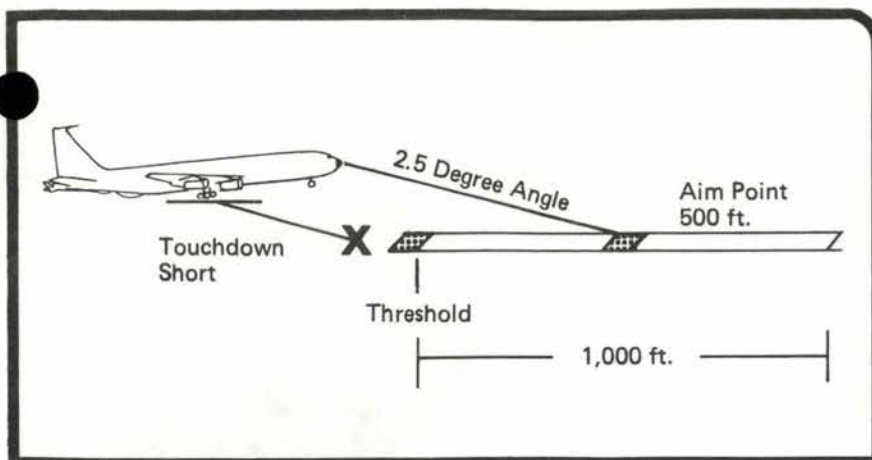 2.5 Degree Angle
Aim Point
500 ft.
Touchdown
Short
X
Threshold
1,000 ft.